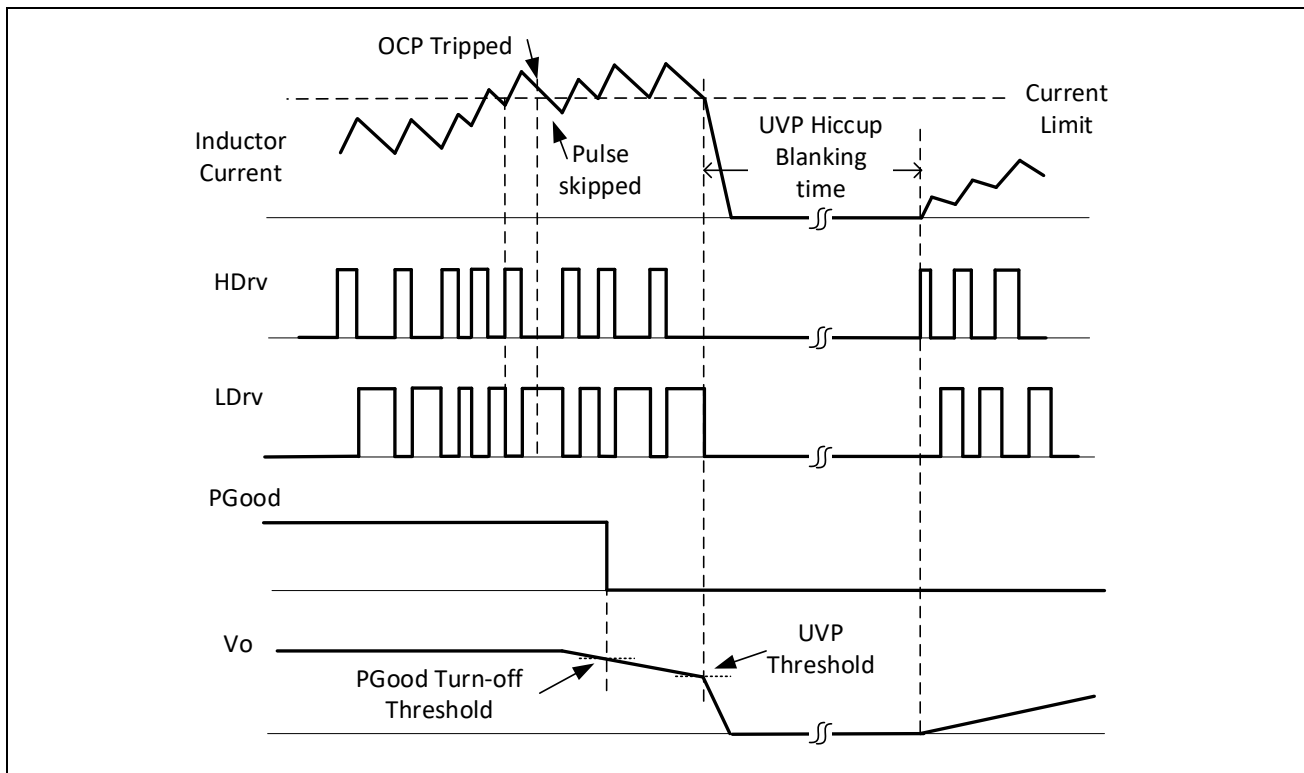 OCP Tripped
Current
Limit
UVP Hiccup
Blanking
time
Inductor
Current
Pulse
skipped
HDrv
LDrv
PGood
Vo
UVP
Threshold
PGood Turn-off
Threshold